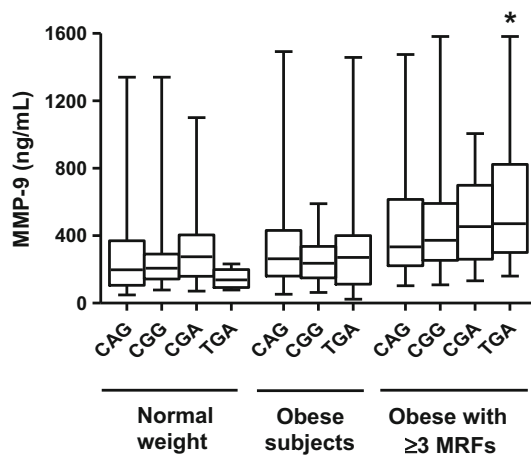 *
1600
1200
800
400
0
MMP-9 (ng/mL)
CAG CGG CGA TGA CAG CGG TGA CAG CGG CGA TGA
Normal weight
Obese subjects
Obese with ≥3 MRFs